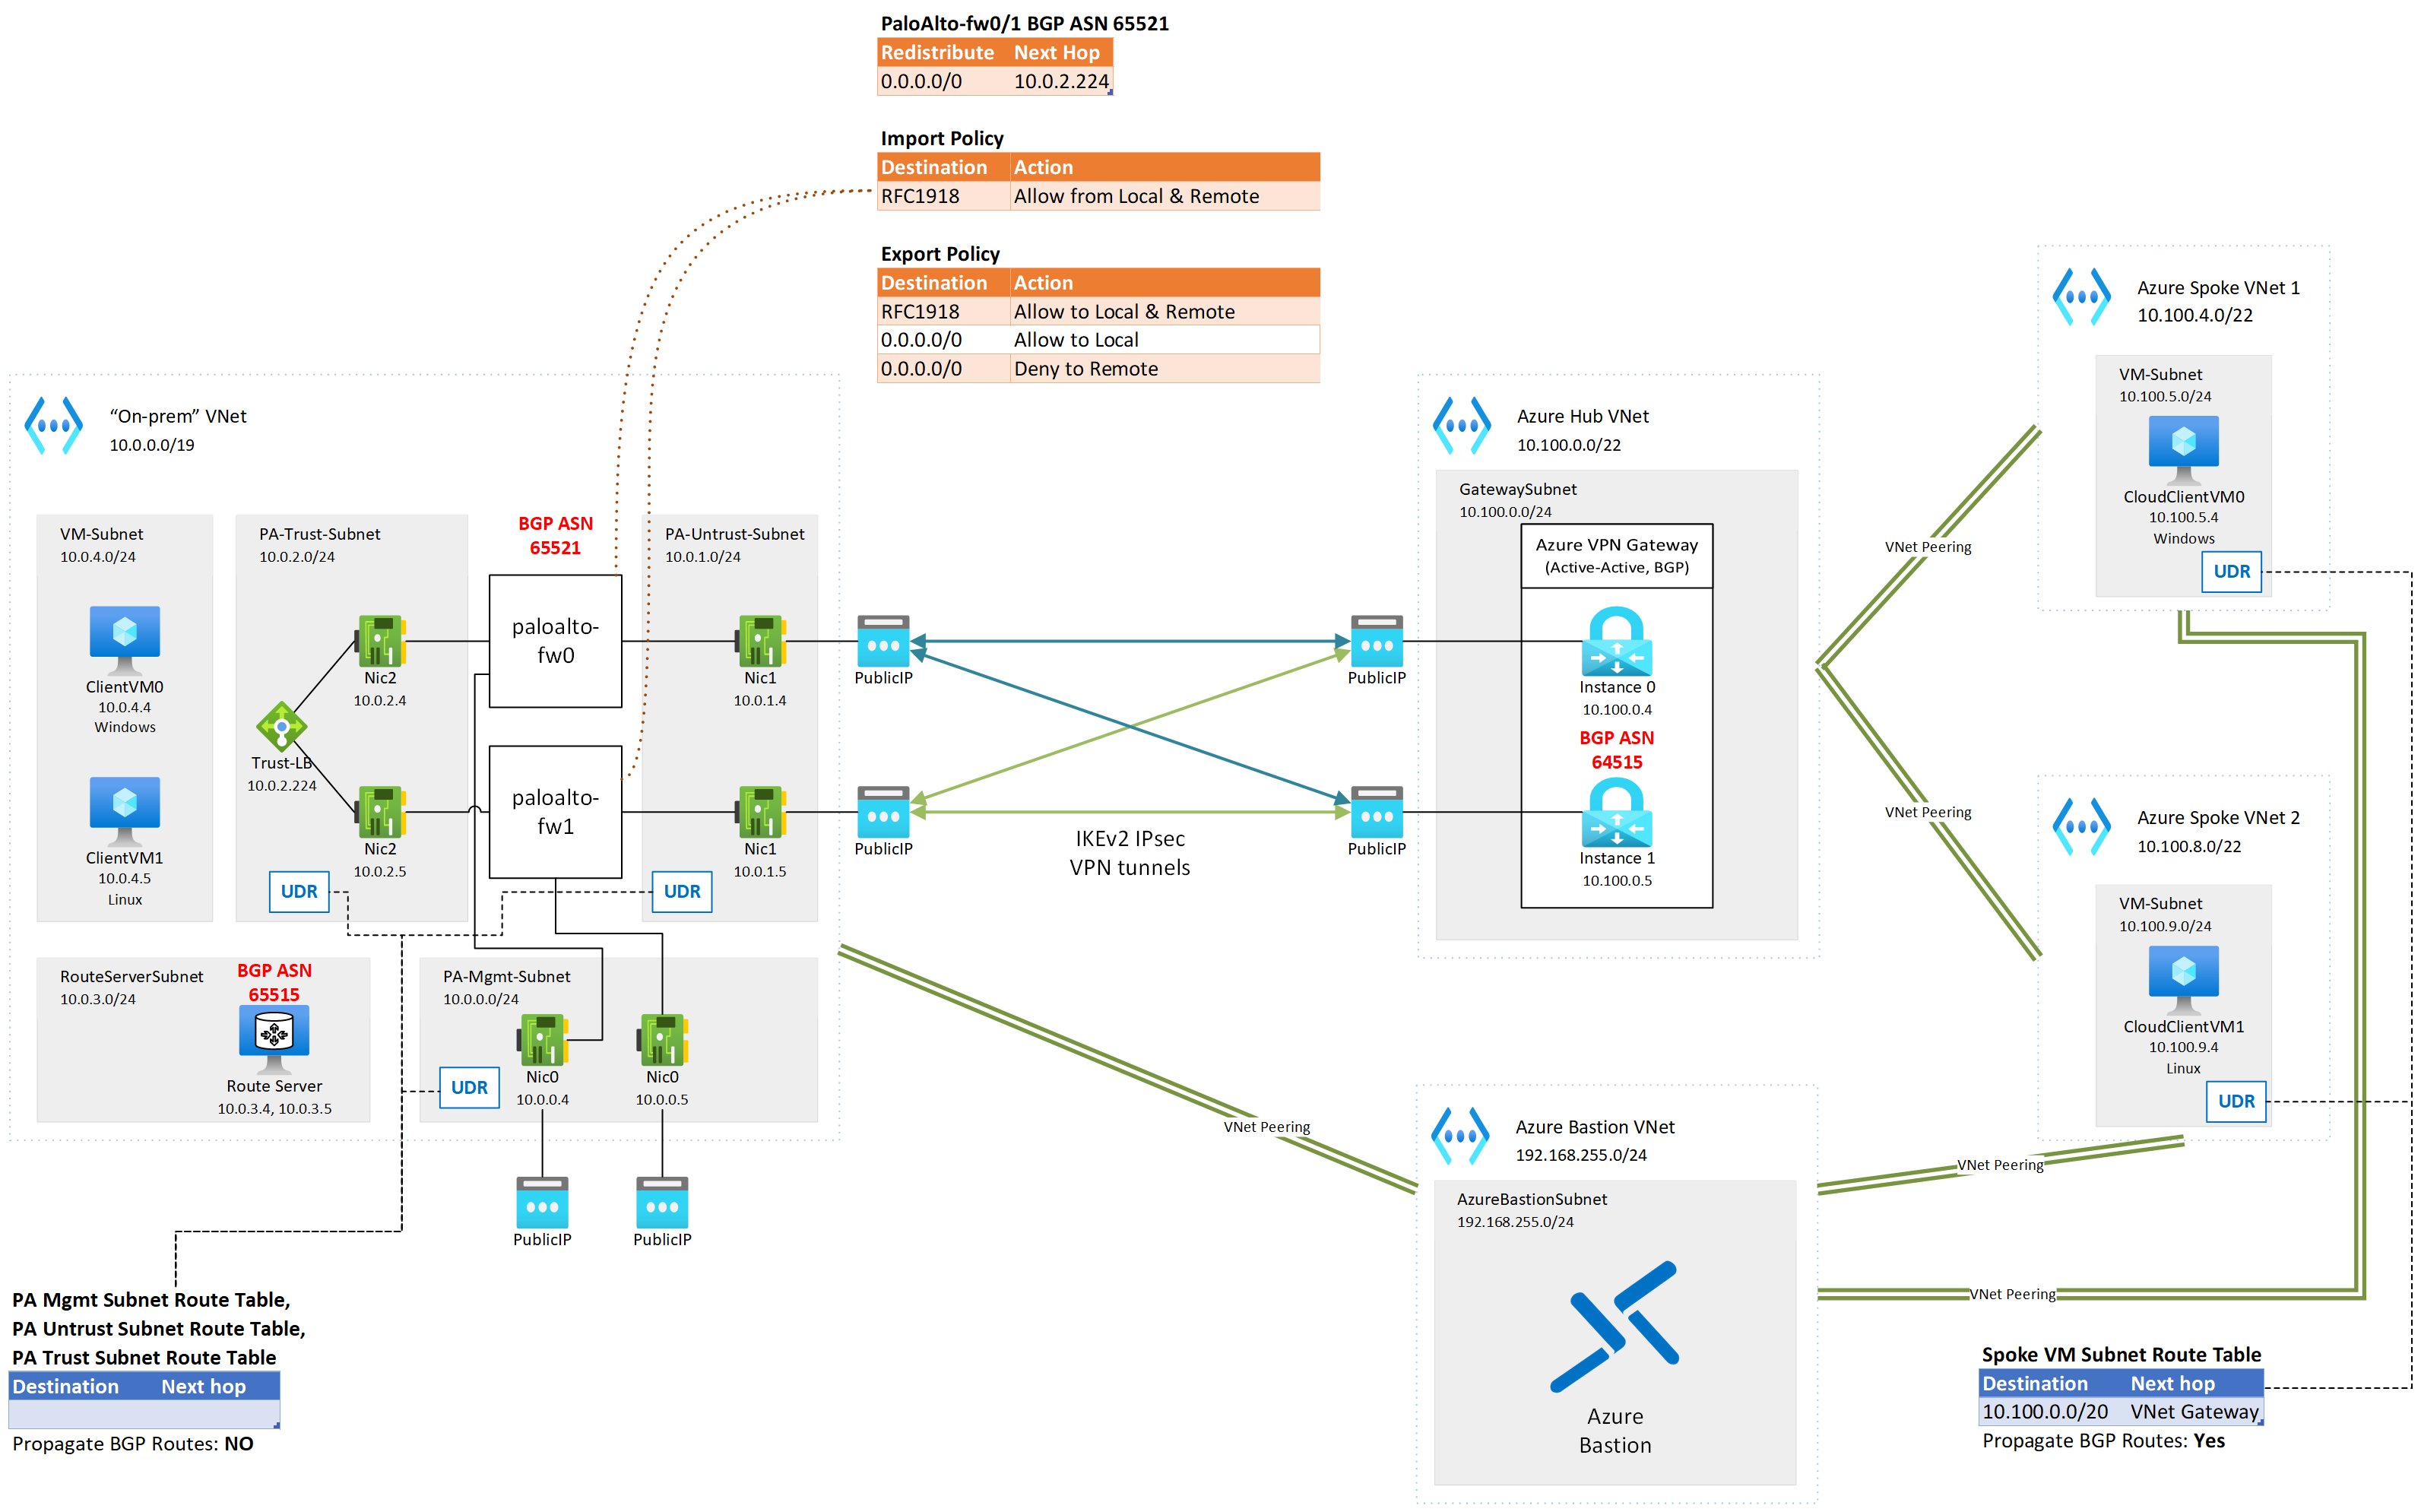 PaloAlto-fw0/1 BGP ASN 65521
Redistribute Next Hop
0.0.0.0/0 10.0.2.224
Import Policy
Destination Action
RFC1918 Allow from Local & Remote
Export Policy
Destination Action
RFC1918 Allow to Local & Remote
0.0.0.0/0 Allow to Local
0.0.0.0/0 Deny to Remote
“On-prem” VNet
10.0.0.0/19
VM-Subnet
10.0.4.0/24
ClientVM0
10.0.4.4
Windows
ClientVM1
10.0.4.5
Linux
PA-Trust-Subnet
10.0.2.0/24
Nic2
10.0.2.4
Trust-LB
10.0.2.224
Nic2
10.0.2.5
UDR
BGP ASN
65521
paloalto-
fw0
paloalto-
fw1
PA-Untrust-Subnet
10.0.1.0/24
Nic1
10.0.1.4
Nic1
10.0.1.5
UDR
RouteServerSubnet
10.0.3.0/24
BGP ASN
65515
Route Server
10.0.3.4, 10.0.3.5
PA-Mgmt-Subnet
10.0.0.0/24
UDR
Nic0
10.0.0.4
Nic0
10.0.0.5
PublicIP
PublicIP
PublicIP
PublicIP
IKEv2 IPsec
VPN tunnels
PublicIP
PublicIP
Azure Hub VNet
10.100.0.0/22
GatewaySubnet
10.100.0.0/24
Azure VPN Gateway
(Active-Active, BGP)
Instance 0
10.100.0.4
BGP ASN
64515
Instance 1
10.100.0.5
VNet Peering
VNet Peering
Azure Spoke VNet 1
10.100.4.0/22
VM-Subnet
10.100.5.0/24
CloudClientVM0
10.100.5.4
Windows
UDR
Azure Spoke VNet 2
10.100.8.0/22
VM-Subnet
10.100.9.0/24
CloudClientVM1
10.100.9.4
Linux
UDR
VNet Peering
VNet Peering
VNet Peering
Azure Bastion VNet
192.168.255.0/24
AzureBastionSubnet
192.168.255.0/24
Azure
Bastion
PA Mgmt Subnet Route Table,
PA Untrust Subnet Route Table,
PA Trust Subnet Route Table
Destination Next hop
Propagate BGP Routes: NO
Spoke VM Subnet Route Table
Destination Next hop
10.100.0.0/20 VNet Gateway
Propagate BGP Routes: Yes